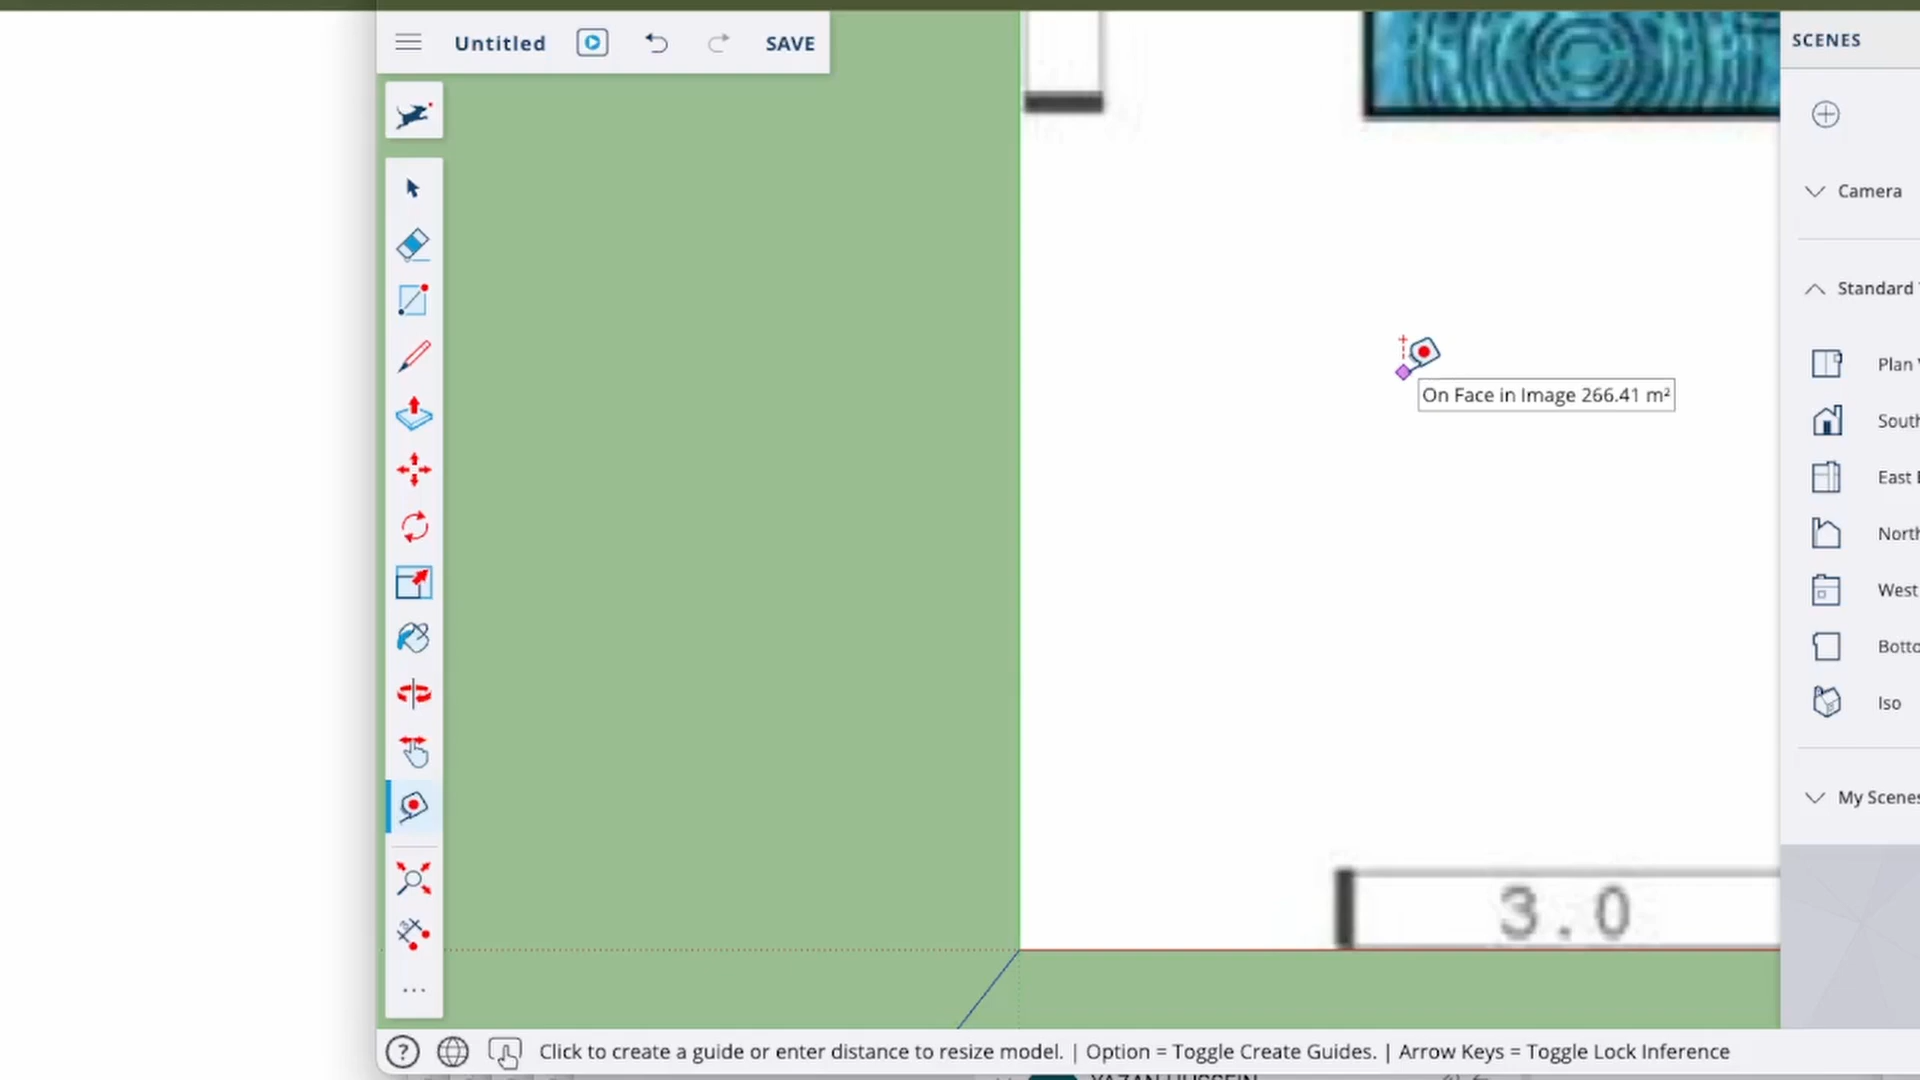 Untitled
SAVE
SCENES
Camera
Standard
On Face in Image 266.41 m²
Plan
South
East
North
West
Iso
My Scenes
3.0
? Click to create a guide or enter distance to resize model. | Option = Toggle Create Guides. | Arrow Keys = Toggle Lock Inference
YAZAN HUSSEIN